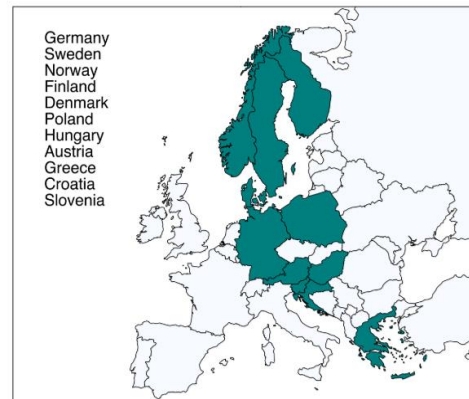 Germany
Sweden
Norway
Finland
Denmark
Poland
Hungary
Austria
Greece
Croatia
Slovenia